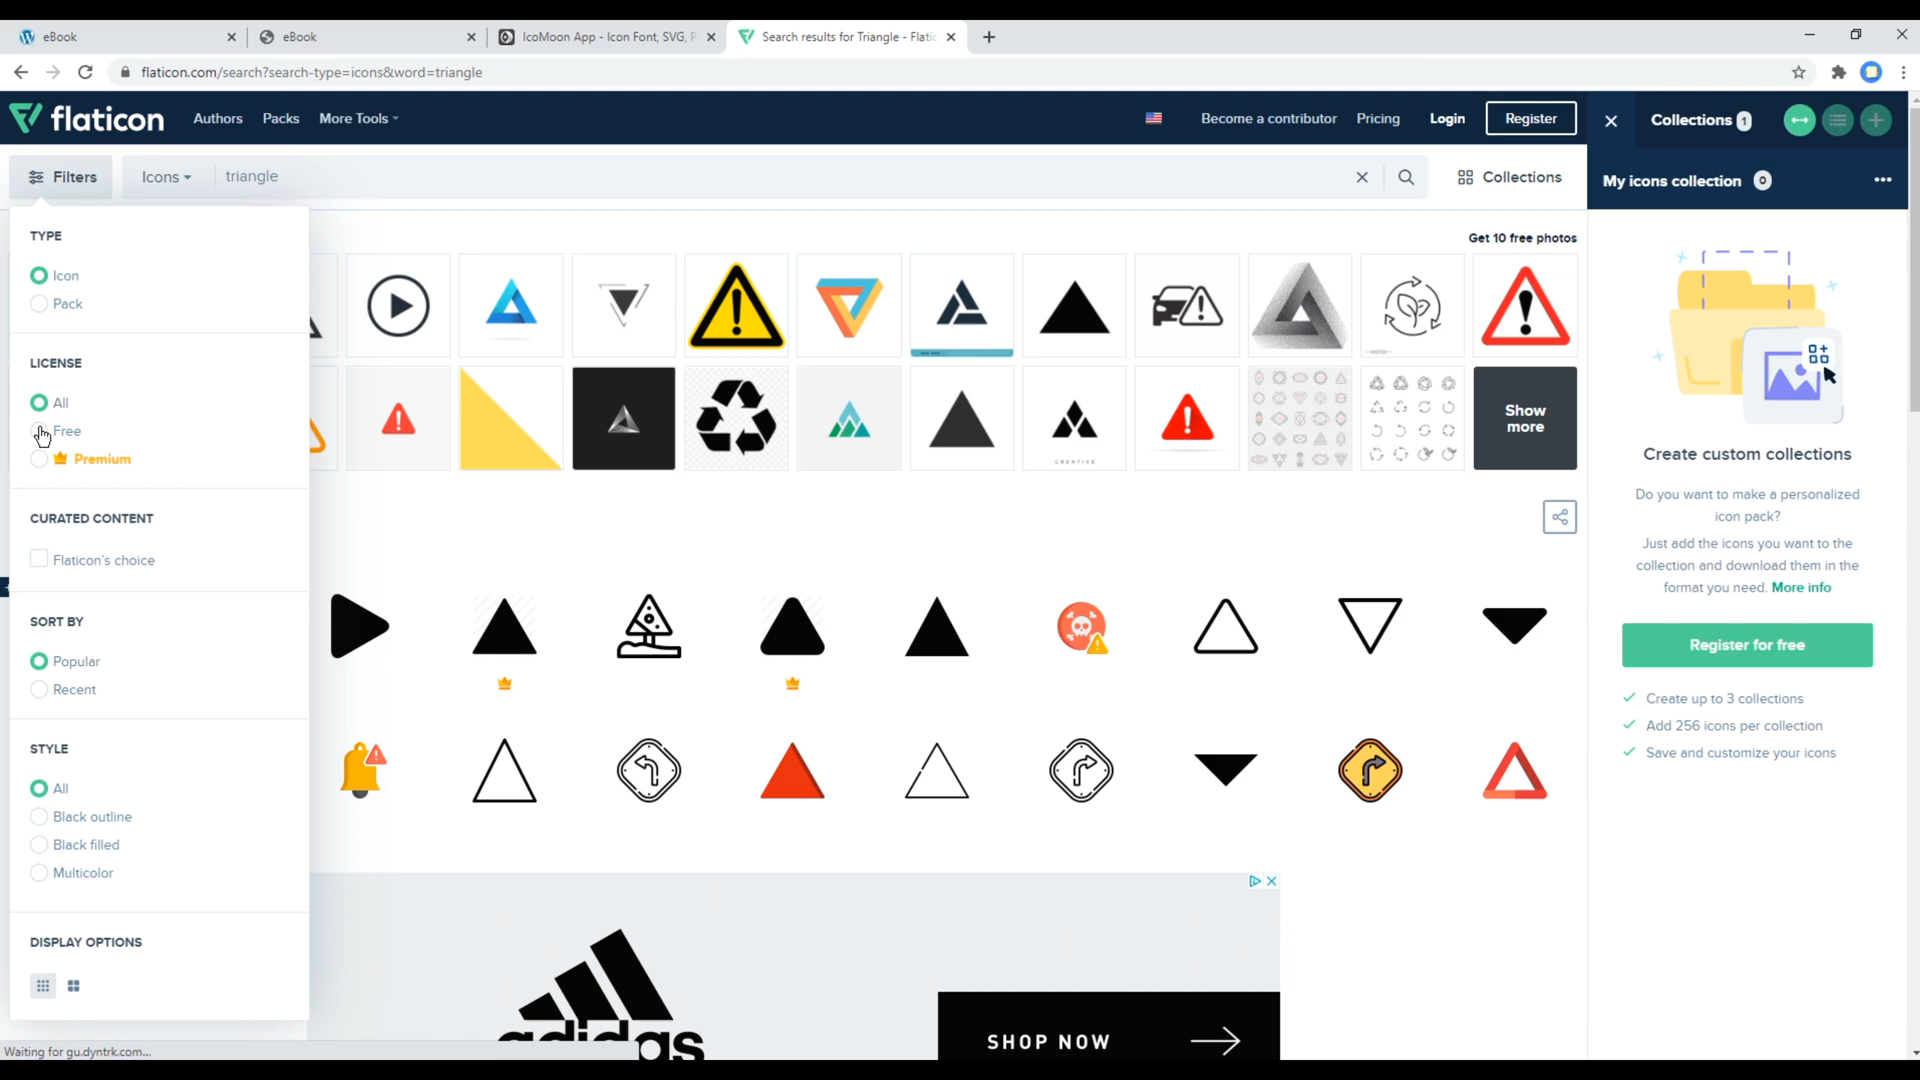 eBook
eBook
IcoMoon App - Icon Font, SVG, P
Search results for Triangle - Flatic
flaticon.com/search?search-type=icons&word=triangle
flaticon
Authors
Packs
More Tools
Become a contributor
Pricing
Login
Register
Collections 1
Filters
Icons
triangle
Collections
My icons collection 0
TYPE
Icon
Pack
LICENSE
All
Free
Premium
CURATED CONTENT
Flaticon's choice
SORT BY
Popular
Recent
STYLE
All
Black outline
Black filled
Multicolor
DISPLAY OPTIONS
Get 10 free photos
CREATIVE
Show
more
Create custom collections
Do you want to make a personalized
icon pack?
Just add the icons you want to the
collection and download them in the
format you need. More info
Register for free
Create up to 3 collections
Add 256 icons per collection
Save and customize your icons
adidas
SHOP NOW
Waiting for gu.dyntrk.com...